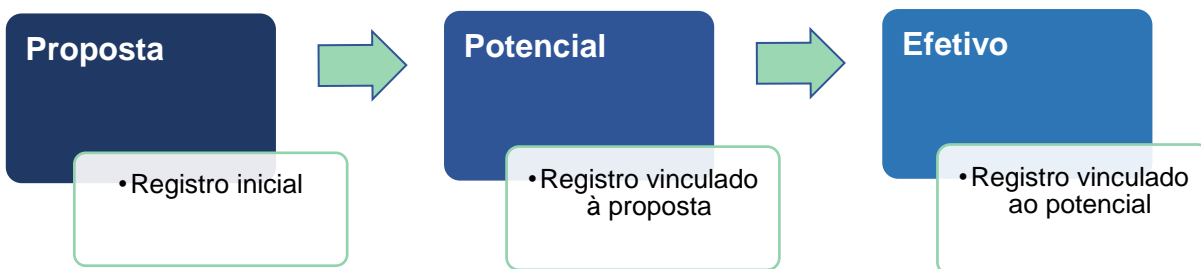 Proposta
• Registro inicial
Potencial
• Registro vinculado
à proposta
Efetivo
• Registro vinculado
ao potencial